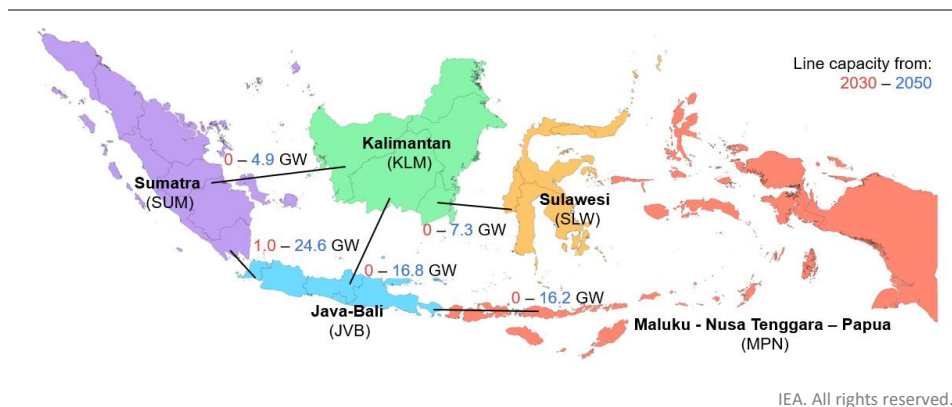 Line capacity from:
2030 – 2050
Kalimantan
(KLM)
0 – 4.9 GW
Sumatra
(SUM)
Sulawesi
(SLW)
0 – 7.3 GW
1.0 – 24.6 GW
0 – 16.8 GW
0 – 16.2 GW
Java-Bali
(JVB)
Maluku - Nusa Tenggara – Papua
(MPN)
IEA. All rights reserved.